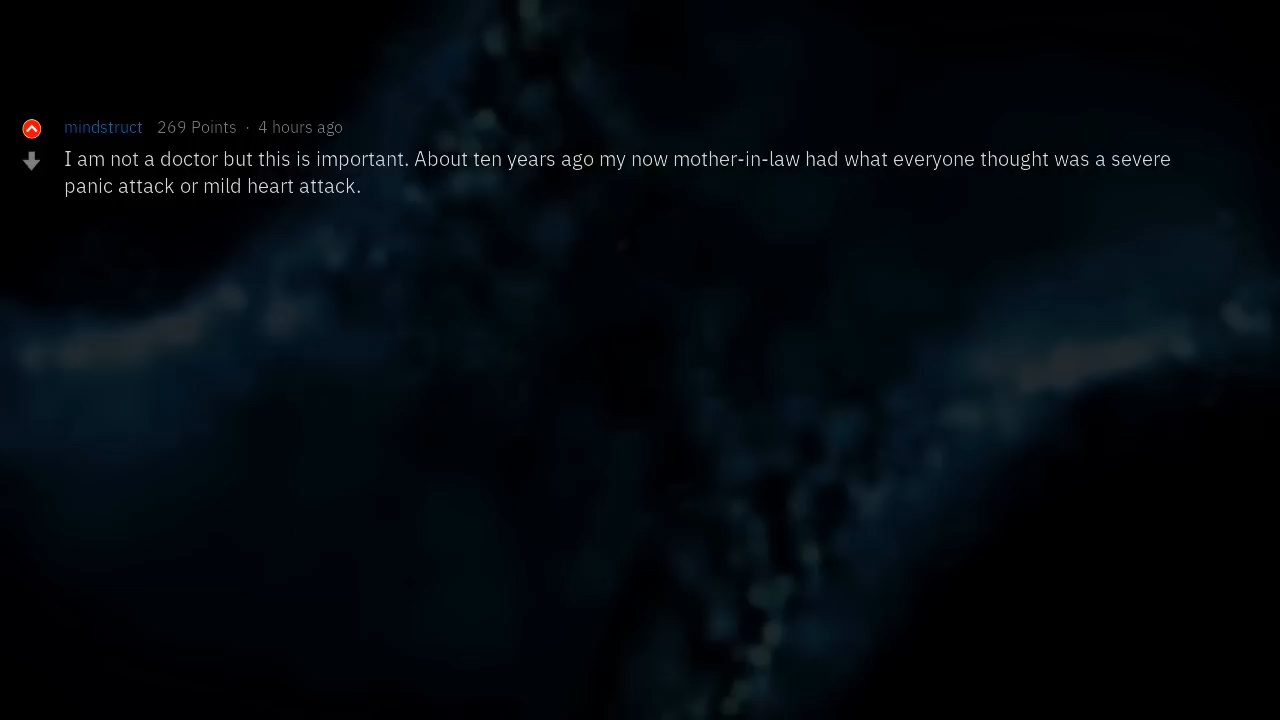 mindstruct 269 Points · 4 hours ago
I am not a doctor but this is important. About ten years ago my now mother-in-law had what everyone thought was a severe
panic attack or mild heart attack.